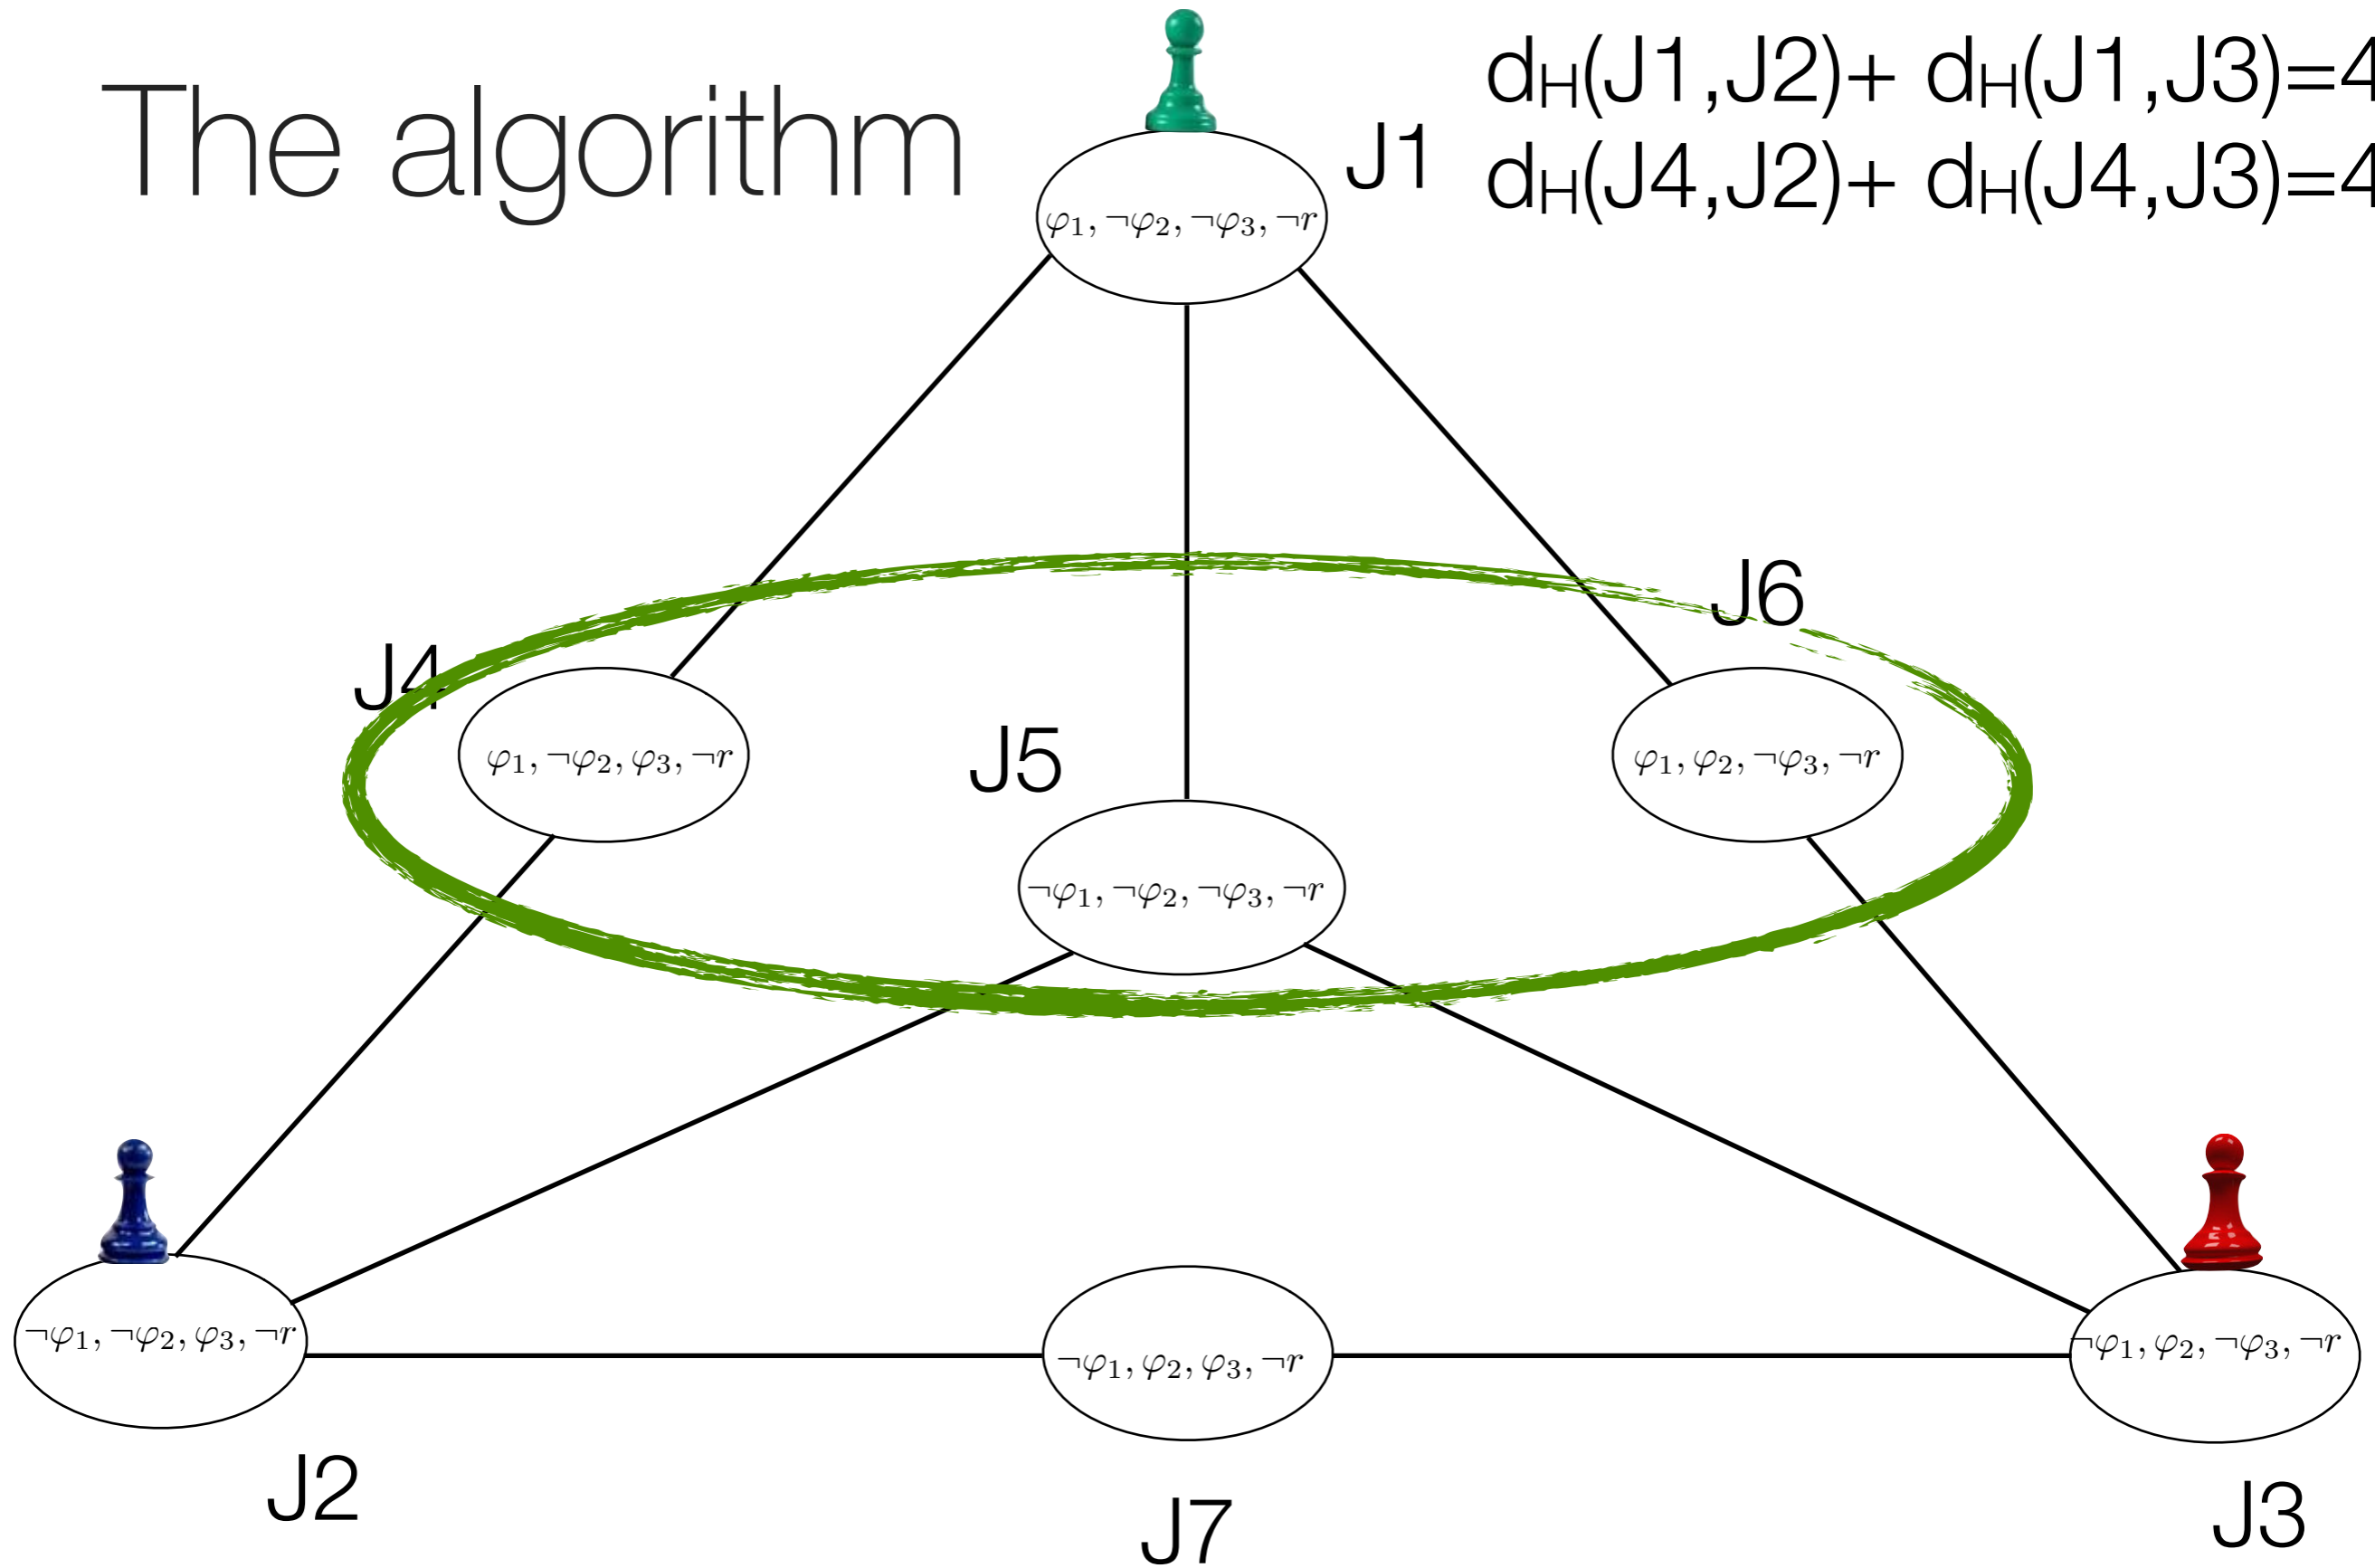 The algorithm
dH(J1,J2)+ dH(J1,J3)=4
dH(J4,J2)+ dH(J4,J3)=4
J1
φ1, ¬φ2, ¬φ3, ¬r
J6
J4
φ1, ¬φ2, φ3, ¬r
J5
φ1, φ2, ¬φ3, ¬r
¬φ1, ¬φ2, ¬φ3, ¬r
¬φ1, ¬φ2, φ3, ¬r
¬φ1, φ2, φ3, ¬r
¬φ1, φ2, ¬φ3, ¬r
J2
J7
J3